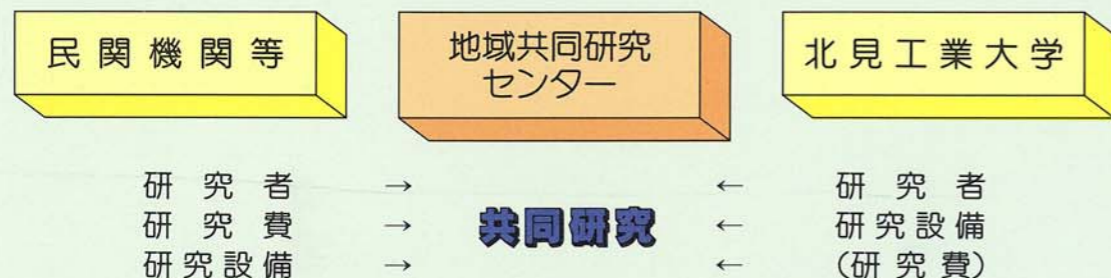 民間機関等
地域共同研究
センター
北見工業大学
研究者 → ← 研究者
研究費 → 共同研究 ← 研究設備
研究設備 → ← (研究費)